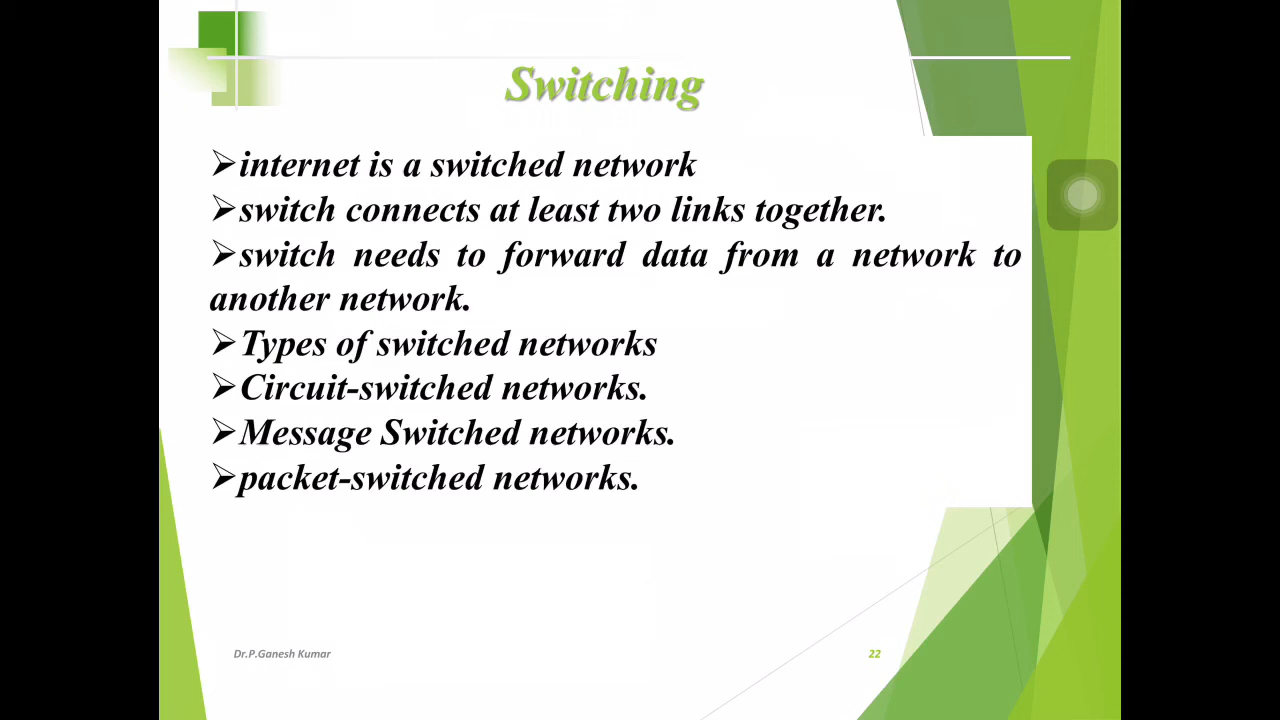 Switching
➢internet is a switched network
➢switch connects at least two links together.
➢switch needs to forward data from a network to
another network.
➢Types of switched networks
➢Circuit-switched networks.
➢Message Switched networks.
➢packet-switched networks.
Dr.P.Ganesh Kumar
22